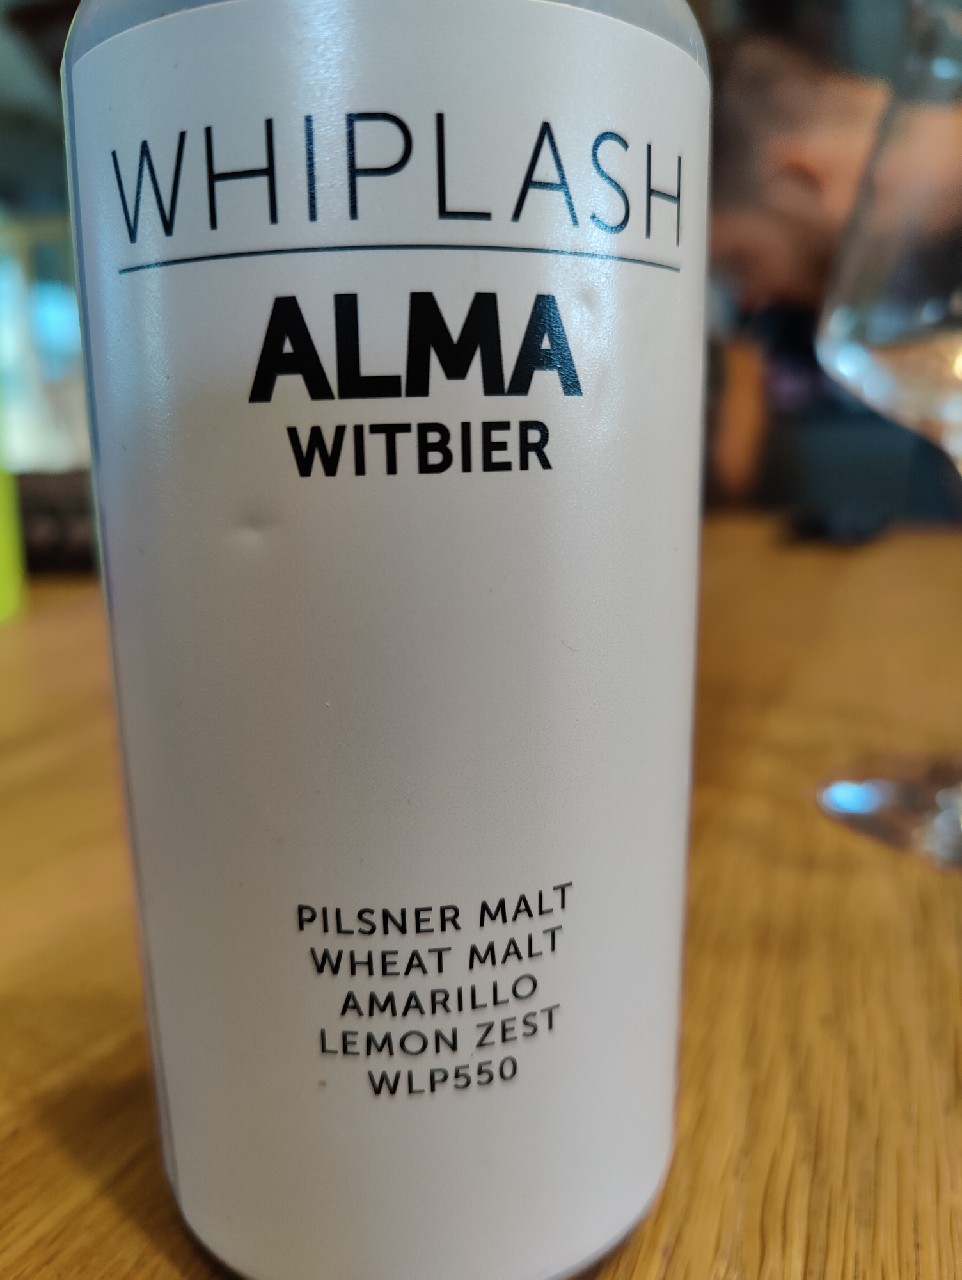 WHIPLASH
ALMA
WITBIER
PILSNER MALT
WHEAT MALT
AMARILLO
LEMON ZEST
WLP550